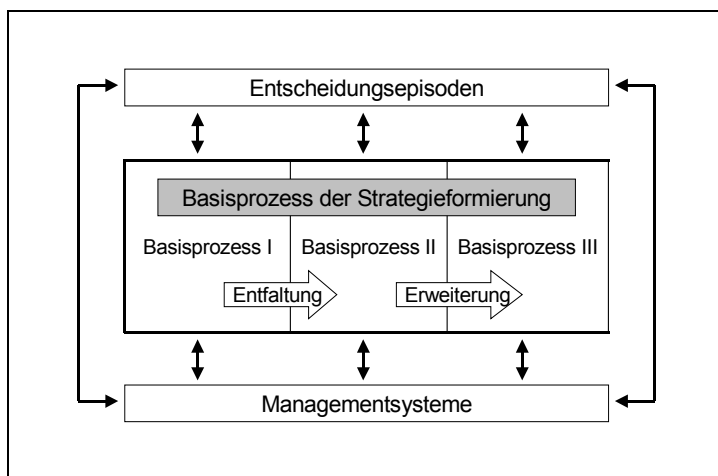 Entscheidungsepisoden
Basisprozess der Strategieformierung
Basisprozess I
Basisprozess II
Basisprozess III
Entfaltung
Erweiterung
Managementsysteme